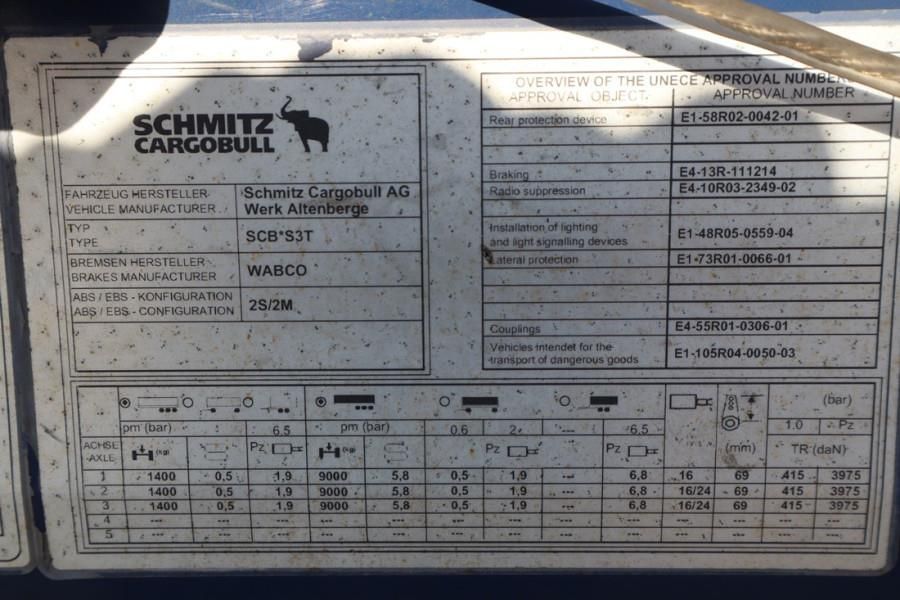 SCHMITZ
CARGOBULL
FAHRZEUG HERSTELLER
VEHICLE MANUFACTURER
Schmitz Cargobull AG
Werk Altenberge
TYP
TYPE
SCB*S3T
BREMSEN HERSTELLER
BRAKES MANUFACTURER
WABCO
ABS / EBS - KONFIGURATION
ABS / EBS - CONFIGURATION
2S/2M
OVERVIEW OF THE UNECE APPROVAL NUMBER
APPROVAL OBJECT APPROVAL NUMBER
Rear protection device E1-58R02-0042-01
Braking E4-13R-111214
Radio suppression E4-10R03-2349-02
Installation of lighting
and light signalling devices E1-48R05-0559-04
Lateral protection E1-73R01-0066-01
Couplings E4-55R01-0306-01
Vehicles intendet for the
transport of dangerous goods E1-105R04-0050-03
(bar)
pm (bar) 6.5 pm (bar) 0.6 2 --- 6.5 1.0 Pz
ACHSE
AXLE
(kg) Pz (kg) Pz Pz (mm) TR (daN)
1 1400 0,5 1,9 9000 5,8 0,5 1,9 --- 6,8 16 69 415 3975
2 1400 0,5 1,9 9000 5,8 0,5 1,9 --- 6,8 16/24 69 415 3975
3 1400 0,5 1,9 9000 5,8 0,5 1,9 --- 6,8 16/24 69 415 3975
4 --- --- --- --- --- --- --- --- --- --- --- --- ---
5 --- --- --- --- --- --- --- --- --- --- --- --- ---